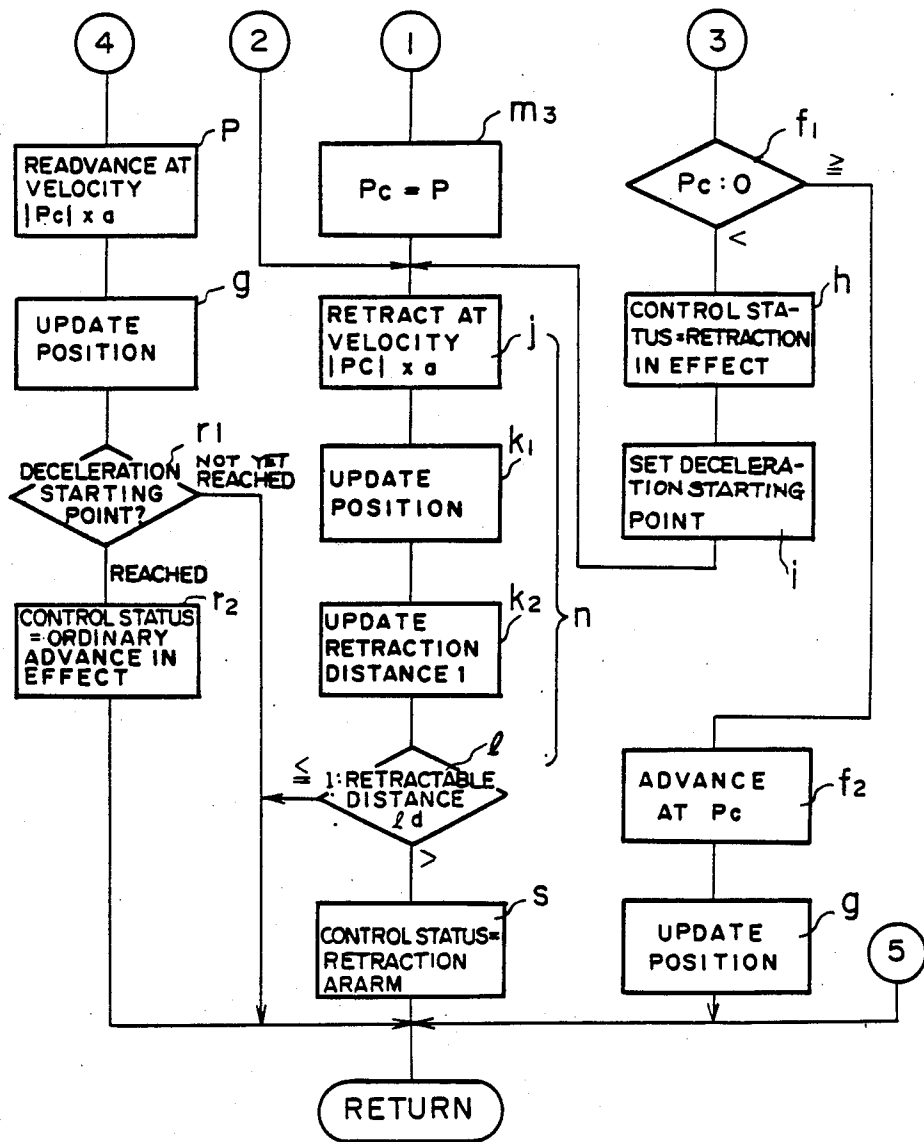 4
P
READVANCE AT
VELOCITY
|Pc| x a
g
UPDATE
POSITION
r1
DECELERATION
STARTING
POINT?
NOT YET
REACHED
REACHED
r2
CONTROL STATUS
= ORDINARY
ADVANCE IN
EFFECT
2
1
m3
Pc = P
j
RETRACT AT
VELOCITY
|PC| x a
k1
UPDATE
POSITION
k2
UPDATE
RETRACTION
DISTANCE 1
n
ℓ
≦
1:RETRACTABLE
DISTANCE
ℓd
>
s
CONTROL STATUS=
RETRACTION
ARARM
3
f1
Pc : 0
≧
<
h
CONTROL STA-
TUS=RETRACTION
IN EFFECT
SET DECELERA-
TION STARTING
POINT
i
f2
ADVANCE
AT Pc
g
UPDATE
POSITION
5
RETURN